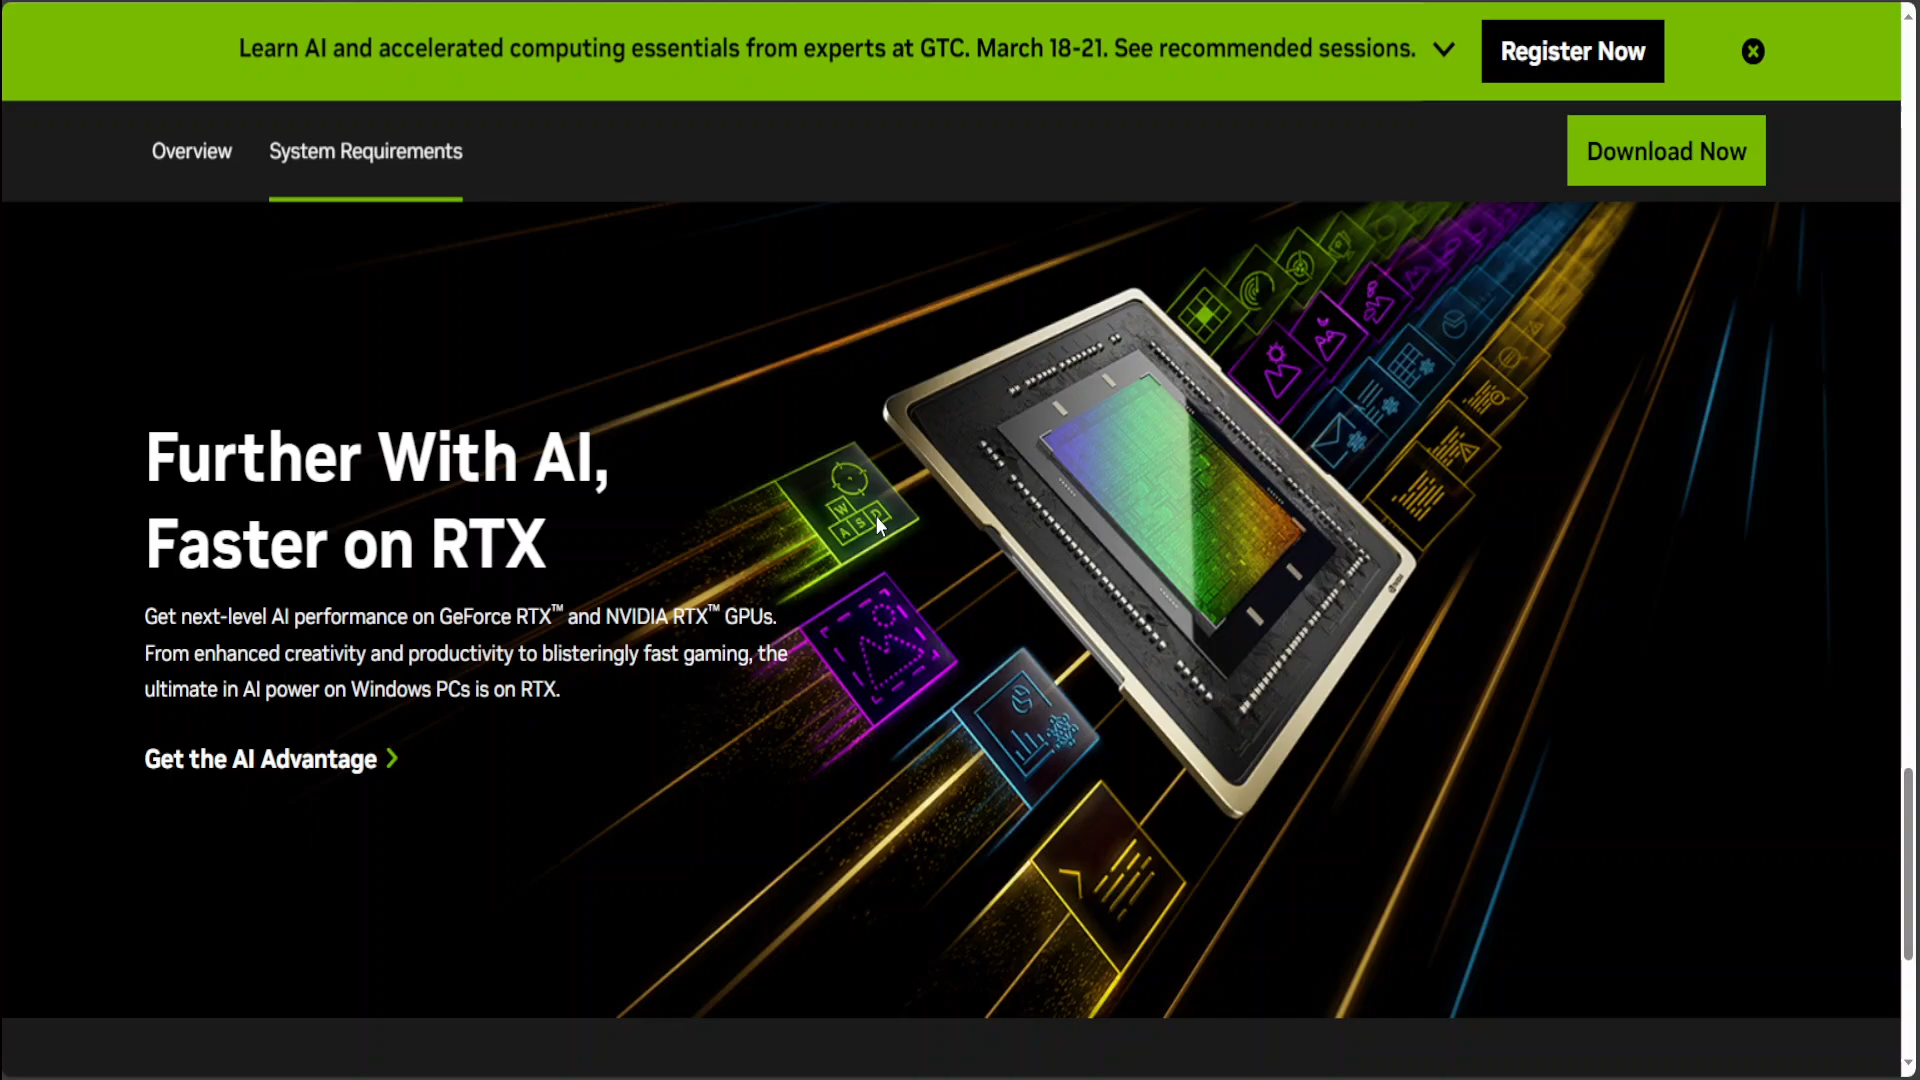 Learn AI and accelerated computing essentials from experts at GTC. March 18-21. See recommended sessions.
Register Now
Overview
System Requirements
Download Now
Further With AI,
Faster on RTX
Get next-level AI performance on GeForce RTX™ and NVIDIA RTX™ GPUs.
From enhanced creativity and productivity to blisteringly fast gaming, the
ultimate in AI power on Windows PCs is on RTX.
Get the AI Advantage
W
A S D